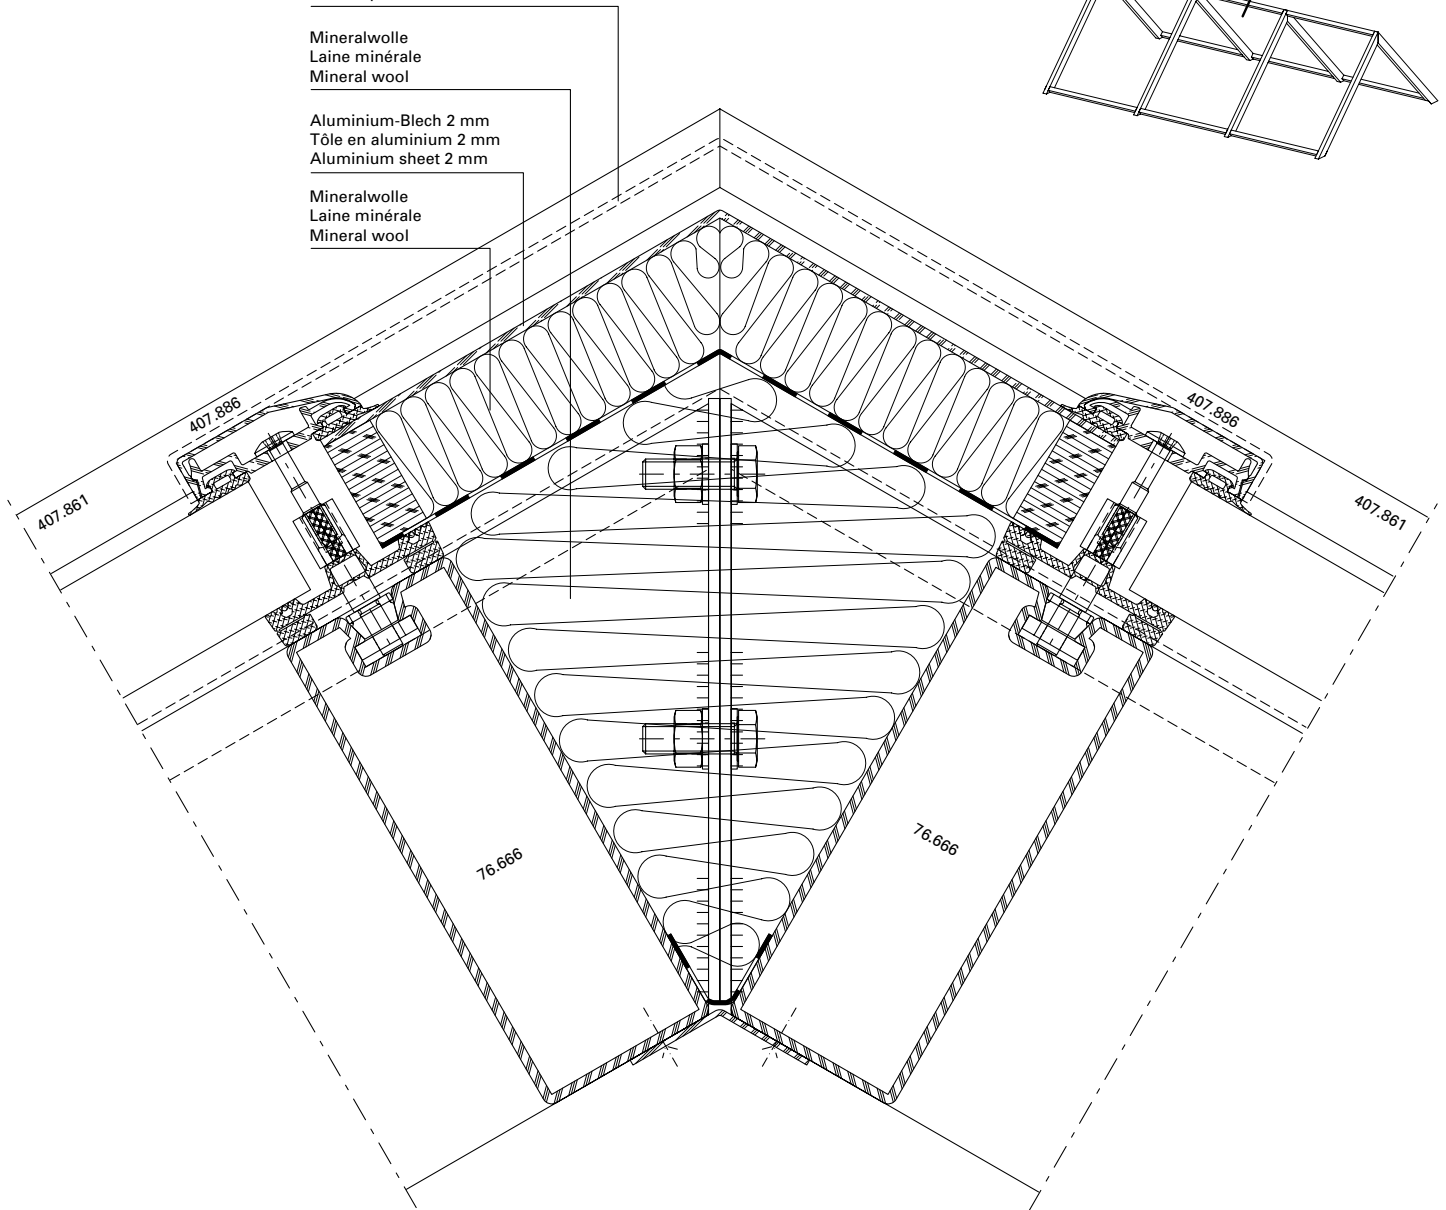 Mineralwolle
Laine minérale
Mineral wool
Aluminium-Blech 2 mm
Tôle en aluminium 2 mm
Aluminium sheet 2 mm
Mineralwolle
Laine minérale
Mineral wool
407.886
407.886
407.861
407.861
76.666
76.666